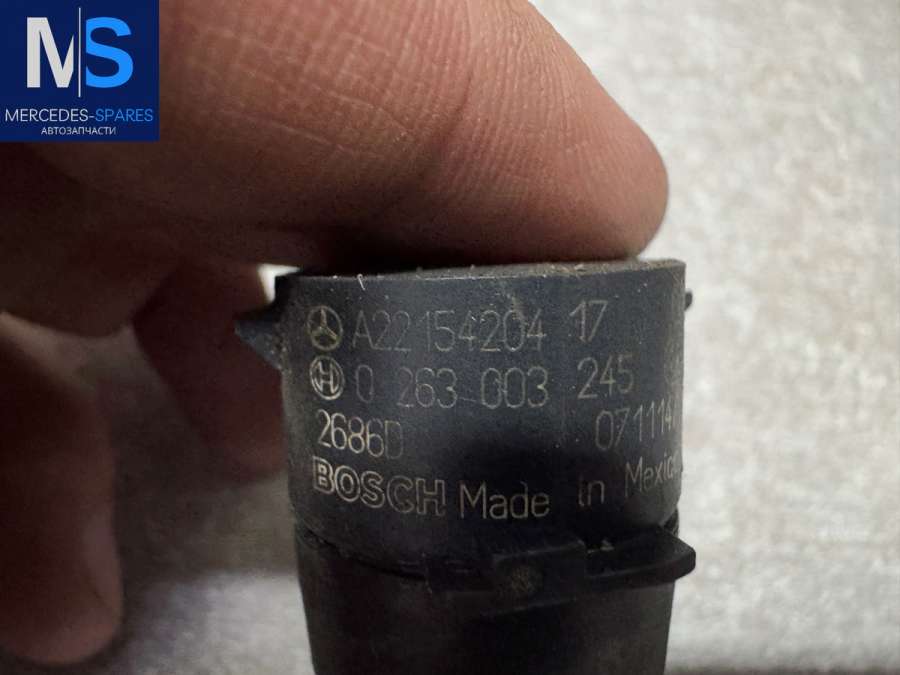 MS
MERCEDES-SPARES
АВТОЗАПЧАСТИ
A22154204 17
0 263 003 245
2686D
BOSCH Made in